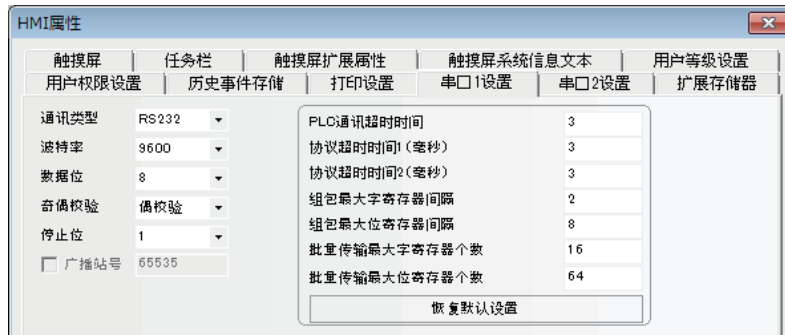 HMI属性
触摸屏 任务栏 触摸屏扩展属性 触摸屏系统信息文本 用户等级设置
用户权限设置 历史事件存储 打印设置 串口1设置 串口2设置 扩展存储器
通讯类型 RS232
波特率 9600
数据位 8
奇偶校验 偶校验
停止位 1
广播站号 65535
PLC通讯超时时间 3
协议超时时间1(毫秒) 3
协议超时时间2(毫秒) 3
组包最大字寄存器间隔 2
组包最大位寄存器间隔 8
批量传输最大字寄存器个数 16
批量传输最大位寄存器个数 64
恢复默认设置